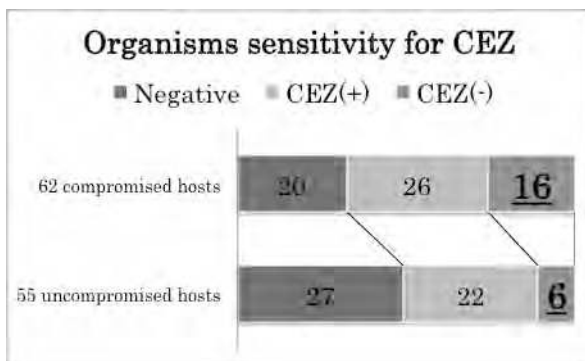 Organisms sensitivity for CEZ
Negative CEZ(+) CEZ(-)
62 compromised hosts 20 26 16
55 uncompromised hosts 27 22 6